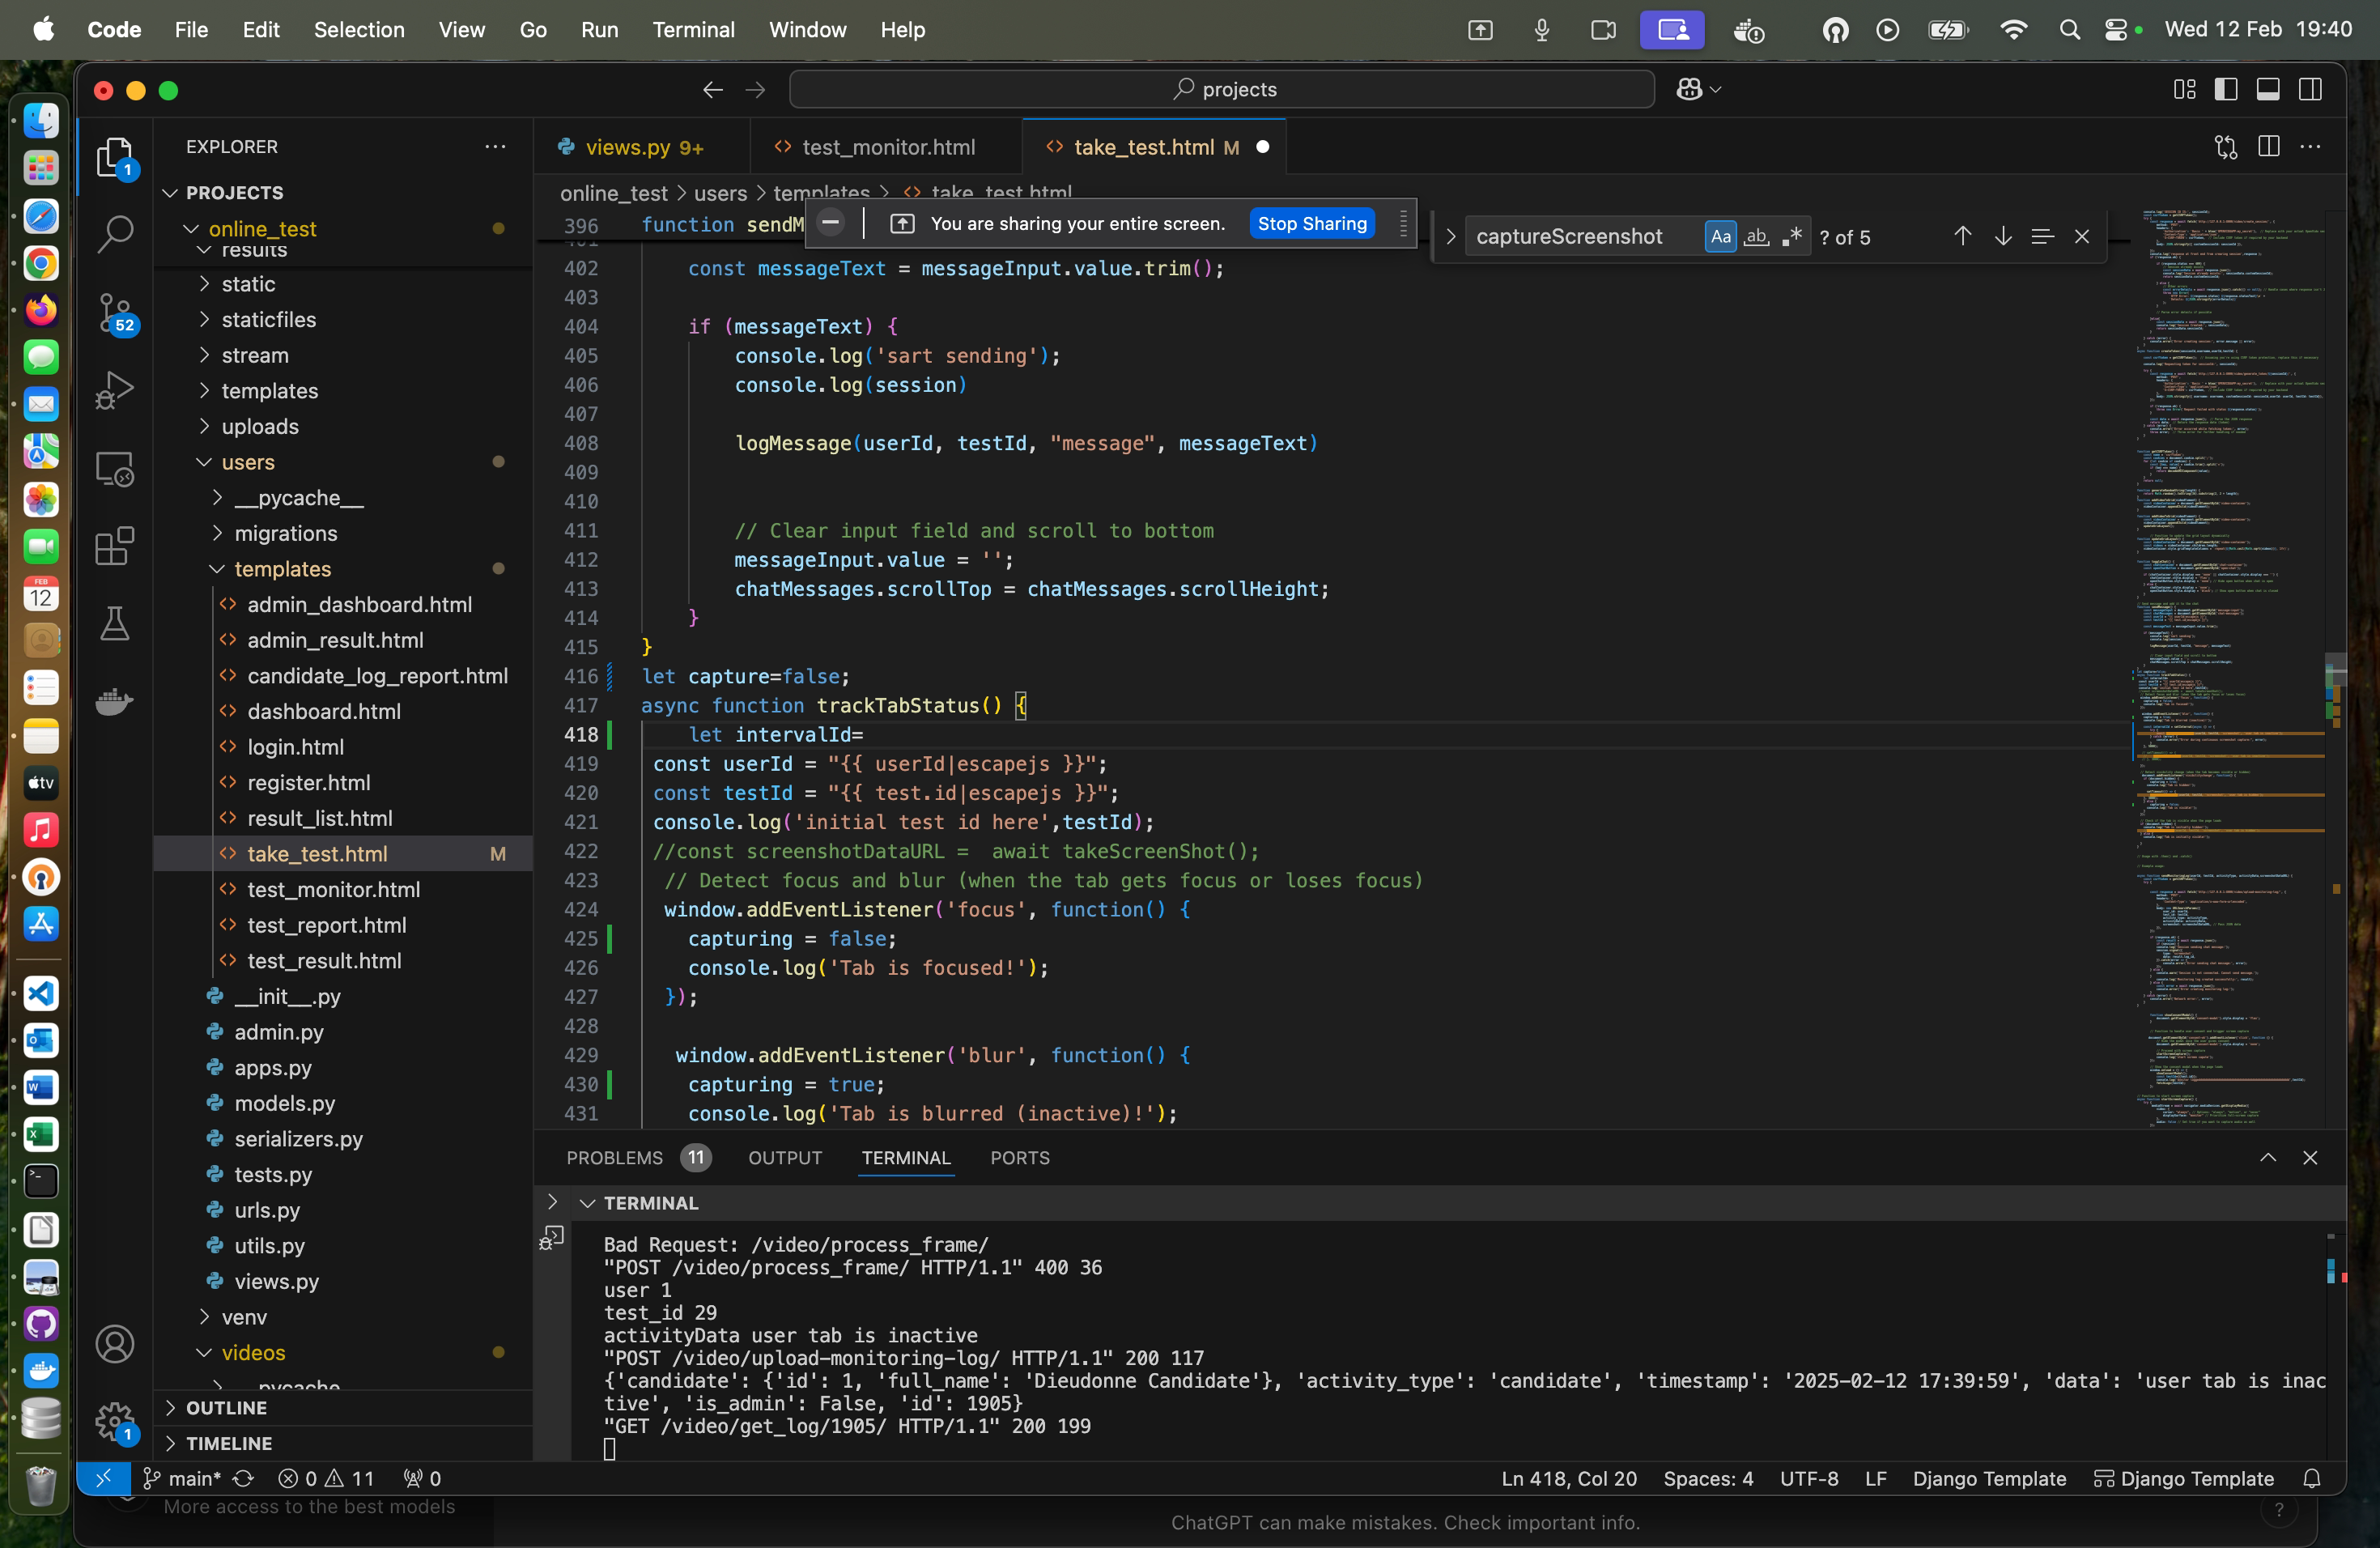 Code File Edit Selection View Go Run Terminal Window Help Wed 12 Feb 19:40
projects
EXPLORER
PROJECTS
online_test
results
static
staticfiles
stream
templates
uploads
users
__pycache__
migrations
templates
admin_dashboard.html
admin_result.html
candidate_log_report.html
dashboard.html
login.html
register.html
result_list.html
take_test.html M
test_monitor.html
test_report.html
test_result.html
__init__.py
admin.py
apps.py
models.py
serializers.py
tests.py
urls.py
utils.py
views.py
venv
videos
pycache
OUTLINE
TIMELINE
1
52
1
FEB
12
tv
views.py 9+ test_monitor.html take_test.html M
online_test > users > templates > take_test.html
You are sharing your entire screen. Stop Sharing
captureScreenshot Aa ab ? of 5
396 function sendM
401
402 const messageText = messageInput.value.trim();
403
404 if (messageText) {
405 console.log('sart sending');
406 console.log(session)
407
408 logMessage(userId, testId, "message", messageText)
409
410
411 // Clear input field and scroll to bottom
412 messageInput.value = '';
413 chatMessages.scrollTop = chatMessages.scrollHeight;
414 }
415 }
416 let capture=false;
417 async function trackTabStatus() {
418 let intervalId=
419 const userId = "{{ userId|escapejs }}";
420 const testId = "{{ test.id|escapejs }}";
421 console.log('initial test id here',testId);
422 //const screenshotDataURL =  await takeScreenShot();
423 // Detect focus and blur (when the tab gets focus or loses focus)
424 window.addEventListener('focus', function() {
425 capturing = false;
426 console.log('Tab is focused!');
427 });
428
429 window.addEventListener('blur', function() {
430 capturing = true;
431 console.log('Tab is blurred (inactive)!');
PROBLEMS 11 OUTPUT TERMINAL PORTS
TERMINAL
Bad Request: /video/process_frame/
"POST /video/process_frame/ HTTP/1.1" 400 36
user 1
test_id 29
activityData user tab is inactive
"POST /video/upload-monitoring-log/ HTTP/1.1" 200 117
{'candidate': {'id': 1, 'full_name': 'Dieudonne Candidate'}, 'activity_type': 'candidate', 'timestamp': '2025-02-12 17:39:59', 'data': 'user tab is inac
tive', 'is_admin': False, 'id': 1905}
"GET /video/get_log/1905/ HTTP/1.1" 200 199
main* 0 11 0 Ln 418, Col 20 Spaces: 4 UTF-8 LF Django Template Django Template
More access to the best models
ChatGPT can make mistakes. Check important info.
?